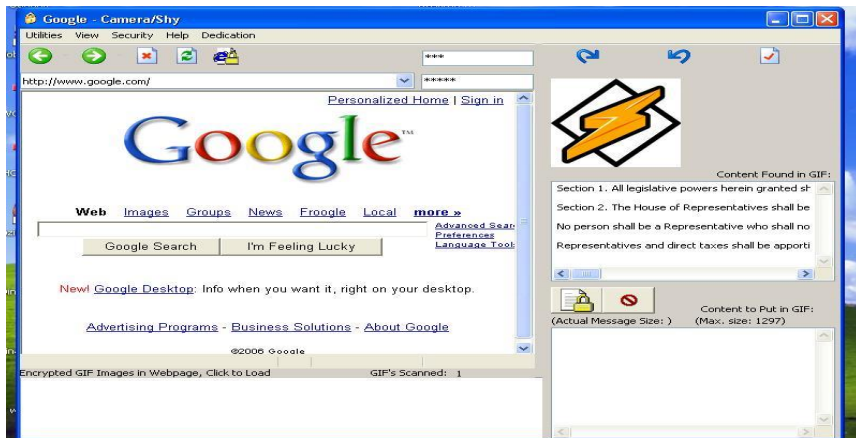 Google - Camera/Shy
Utilities View Security Help Dedication
***
http://www.google.com/
*****
Personalized Home | Sign in
Google™
Web Images Groups News Froogle Local more »
Advanced Sear
Preferences
Language Tool
Google Search I'm Feeling Lucky
New! Google Desktop: Info when you want it, right on your desktop.
Advertising Programs - Business Solutions - About Google
©2006 Google
Encrypted GIF Images in Webpage, Click to Load GIF's Scanned: 1
Content Found in GIF:
Section 1. All legislative powers herein granted sh
Section 2. The House of Representatives shall be
No person shall be a Representative who shall no
Representatives and direct taxes shall be apporti
Content to Put in GIF:
(Actual Message Size: ) (Max. size: 1297)